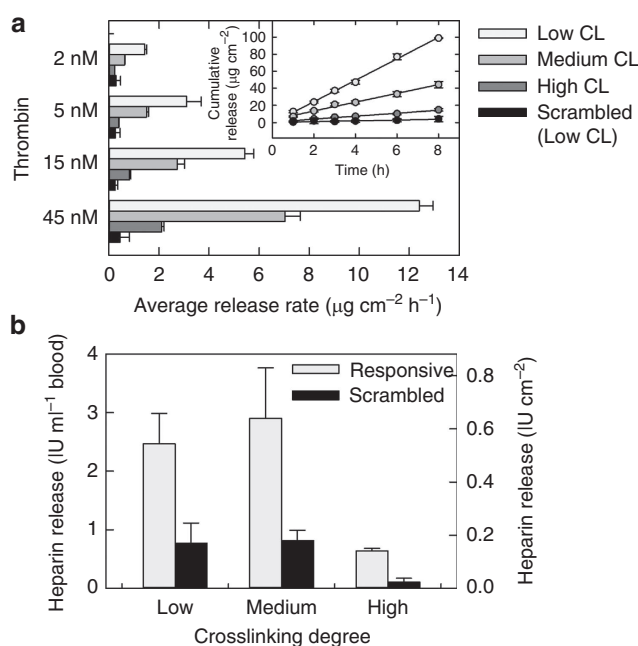 a
Thrombin
2 nM
5 nM
15 nM
45 nM
0 2 4 6 8 10 12 14
Average release rate (μg cm⁻² h⁻¹)
Cumulative
release (μg cm⁻²)
100
80
60
40
20
0
0 2 4 6 8
Time (h)
Low CL
Medium CL
High CL
Scrambled
(Low CL)
b
Heparin release (IU ml⁻¹ blood)
4
3
2
1
0
Responsive
Scrambled
0.8
0.6
0.4
0.2
0.0
Heparin release (IU cm⁻²)
Low Medium High
Crosslinking degree